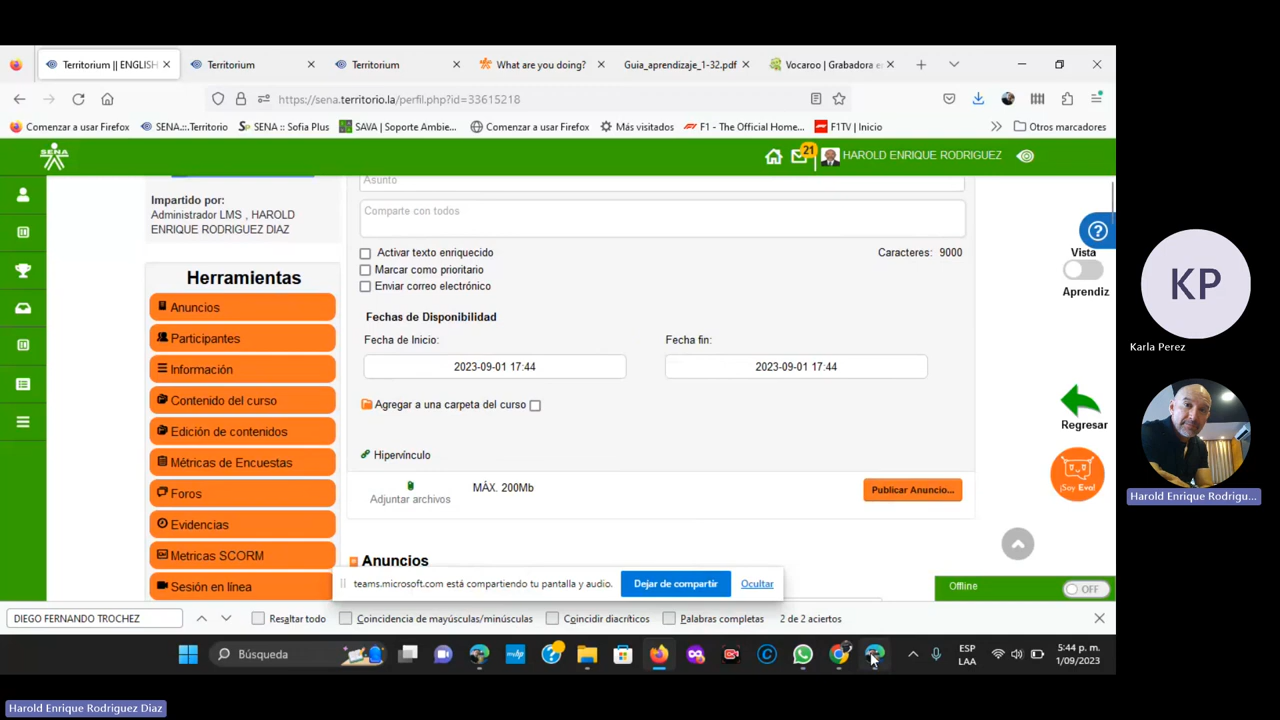 Territorium || ENGLISH
Territorium
Territorium
What are you doing?
Guia_aprendizaje_1-32.pdf
Vocaroo | Grabadora
https://sena.territorio.la/perfil.php?id=33615218
Comenzar a usar Firefox
SENA.::.Territorio
SENA :: Sofia Plus
SAVA | Soporte Ambie...
Comenzar a usar Firefox
Más visitados
F1 - The Official Home...
F1TV | Inicio
Otros marcadores
SENA
21
HAROLD ENRIQUE RODRIGUEZ
Impartido por:
Administrador LMS , HAROLD
ENRIQUE RODRIGUEZ DIAZ
Herramientas
Anuncios
Participantes
Información
Contenido del curso
Edición de contenidos
Métricas de Encuestas
Foros
Evidencias
Metricas SCORM
Sesión en línea
Asunto
Comparte con todos
Activar texto enriquecido
Caracteres: 9000
Marcar como prioritario
Enviar correo electrónico
Fechas de Disponibilidad
Fecha de Inicio:
Fecha fin:
2023-09-01 17:44
2023-09-01 17:44
Agregar a una carpeta del curso
Hipervínculo
Adjuntar archivos
MÁX. 200Mb
Publicar Anuncio...
Anuncios
Vista
Aprendiz
Regresar
¡Soy Eva!
Offline
OFF
teams.microsoft.com está compartiendo tu pantalla y audio.
Dejar de compartir
Ocultar
DIEGO FERNANDO TROCHEZ
Resaltar todo
Coincidencia de mayúsculas/minúsculas
Coincidir diacríticos
Palabras completas
2 de 2 aciertos
Búsqueda
ESP
LAA
5:44 p. m.
1/09/2023
KP
Karla Perez
Harold Enrique Rodrigu...
Harold Enrique Rodriguez Diaz